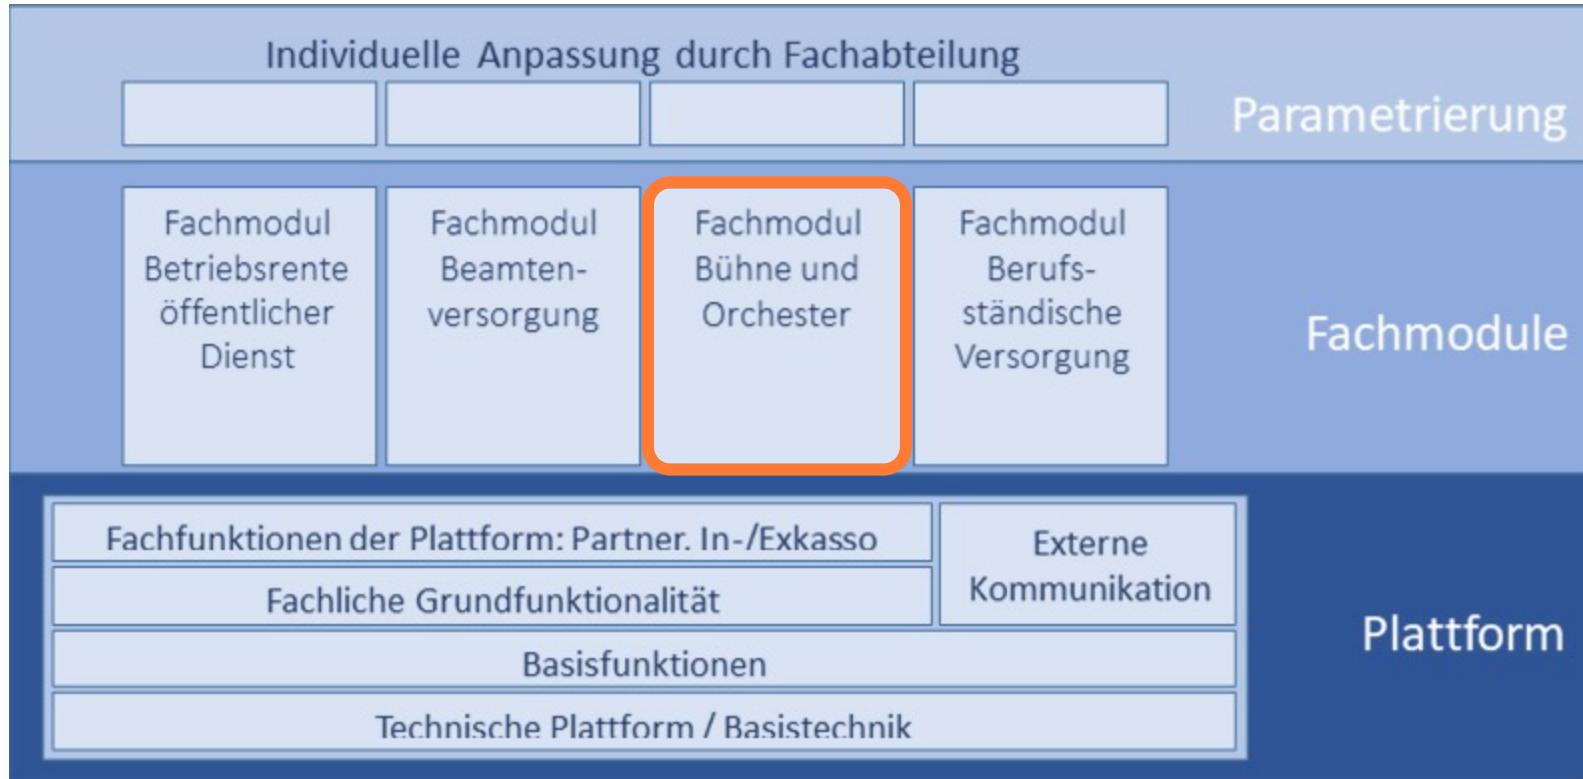 Individuelle Anpassung durch Fachabteilung
Parametrierung
Fachmodul
Betriebsrente
öffentlicher
Dienst
Fachmodul
Beamten-
versorgung
Fachmodul
Bühne und
Orchester
Fachmodul
Berufs-
ständische
Versorgung
Fachmodule
Fachfunktionen der Plattform: Partner. In-/Exkasso
Externe
Kommunikation
Fachliche Grundfunktionalität
Basisfunktionen
Technische Plattform / Basistechnik
Plattform